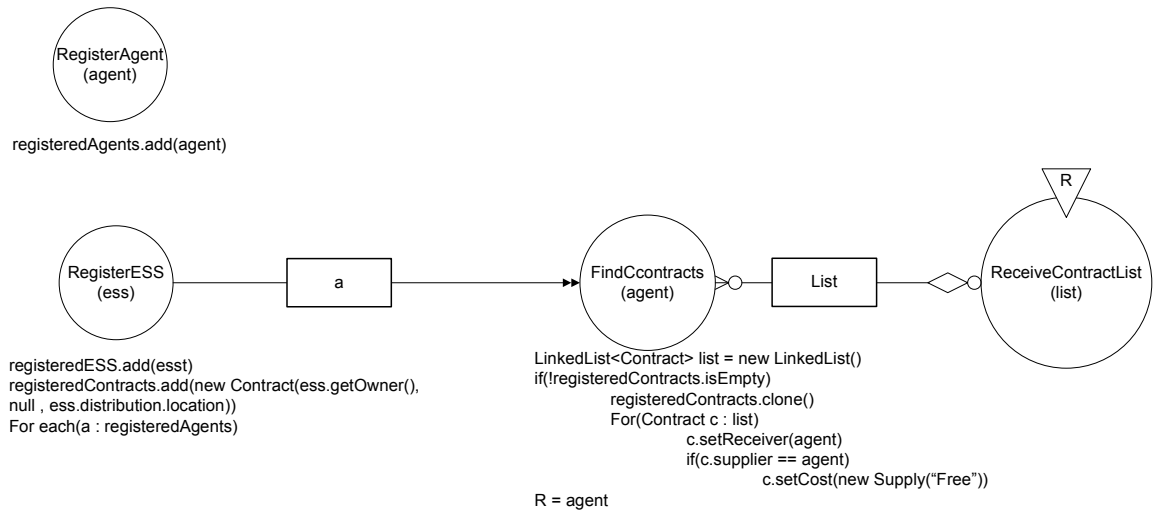 RegisterAgent
(agent)
registeredAgents.add(agent)
R
RegisterESS
(ess)
a
FindCcontracts
(agent)
List
ReceiveContractList
(list)
registeredESS.add(esst)
registeredContracts.add(new Contract(ess.getOwner(),
null , ess.distribution.location))
For each(a : registeredAgents)
LinkedList<Contract> list = new LinkedList()
if(!registeredContracts.isEmpty)
registeredContracts.clone()
For(Contract c : list)
c.setReceiver(agent)
if(c.supplier == agent)
c.setCost(new Supply(“Free”))
R = agent